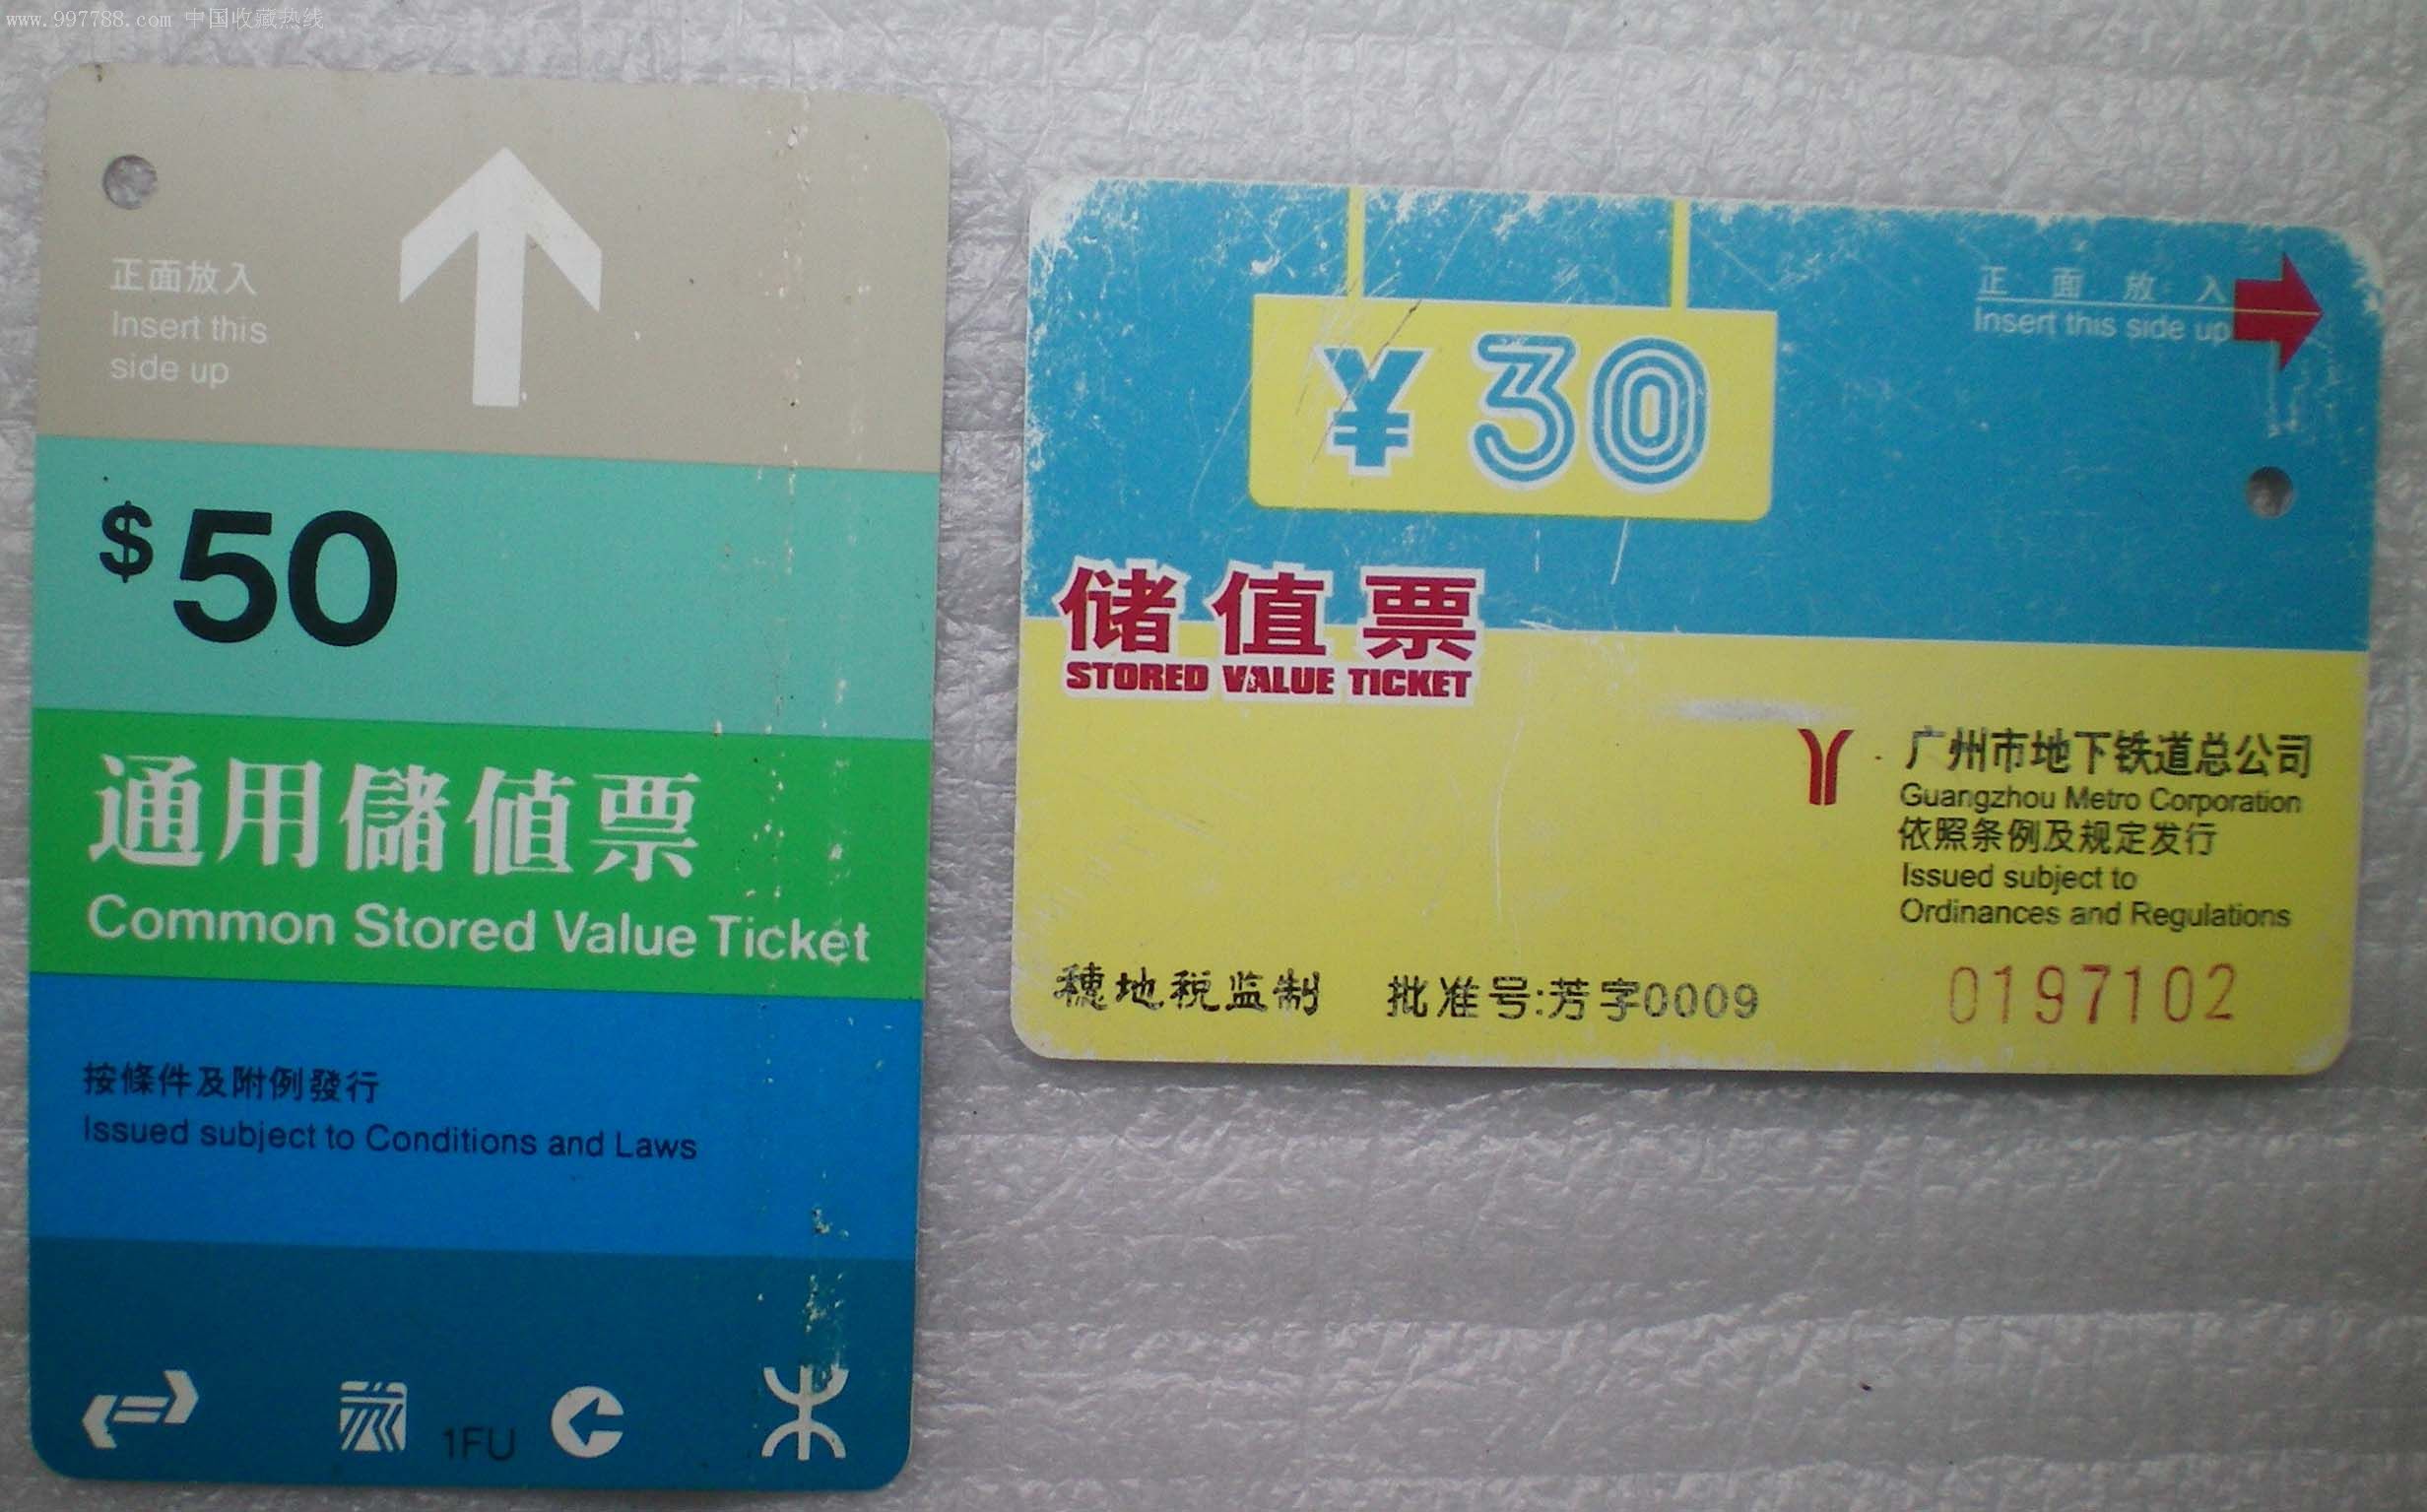 www.997788.com 中国收藏热线
正面放入
Insert this
side up
$50
通用儲值票
Common Stored Value Ticket
按條件及附例發行
Issued subject to Conditions and Laws
1FU
正面放入
Insert this side up
¥30
储值票
STORED VALUE TICKET
广州市地下铁道总公司
Guangzhou Metro Corporation
依照条例及规定发行
Issued subject to
Ordinances and Regulations
穗地税监制 批准号:芳字0009
0197102